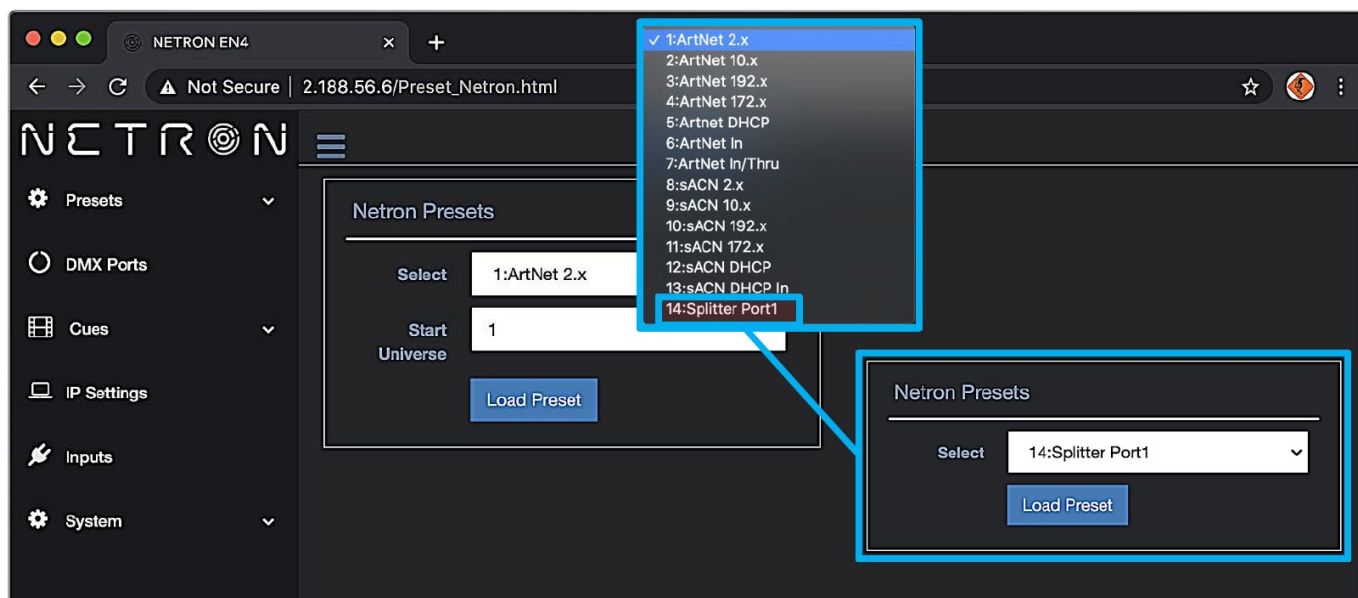 NETRON EN4
Not Secure | 2.188.56.6/Preset_Netron.html
NETRON
Presets
DMX Ports
Cues
IP Settings
Inputs
System
Netron Presets
Select 1:ArtNet 2.x
Start Universe 1
Load Preset
✓ 1:ArtNet 2.x
2:ArtNet 10.x
3:ArtNet 192.x
4:ArtNet 172.x
5:Artnet DHCP
6:ArtNet In
7:ArtNet In/Thru
8:sACN 2.x
9:sACN 10.x
10:sACN 192.x
11:sACN 172.x
12:sACN DHCP
13:sACN DHCP In
14:Splitter Port1
Netron Presets
Select 14:Splitter Port1
Load Preset